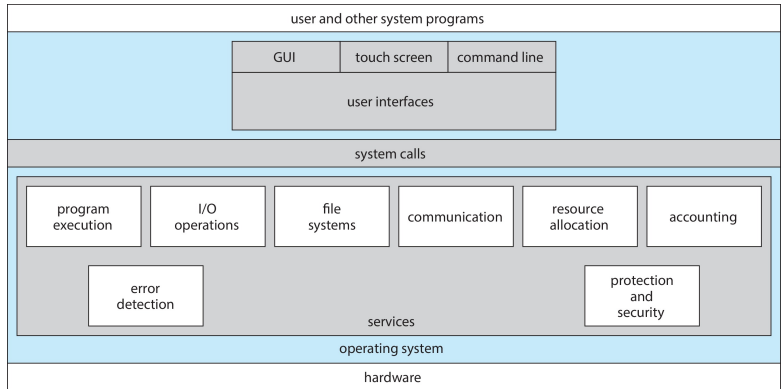 user and other system programs
GUI
touch screen
command line
user interfaces
system calls
program
execution
I/O
operations
file
systems
communication
resource
allocation
accounting
error
detection
protection
and
security
services
operating system
hardware